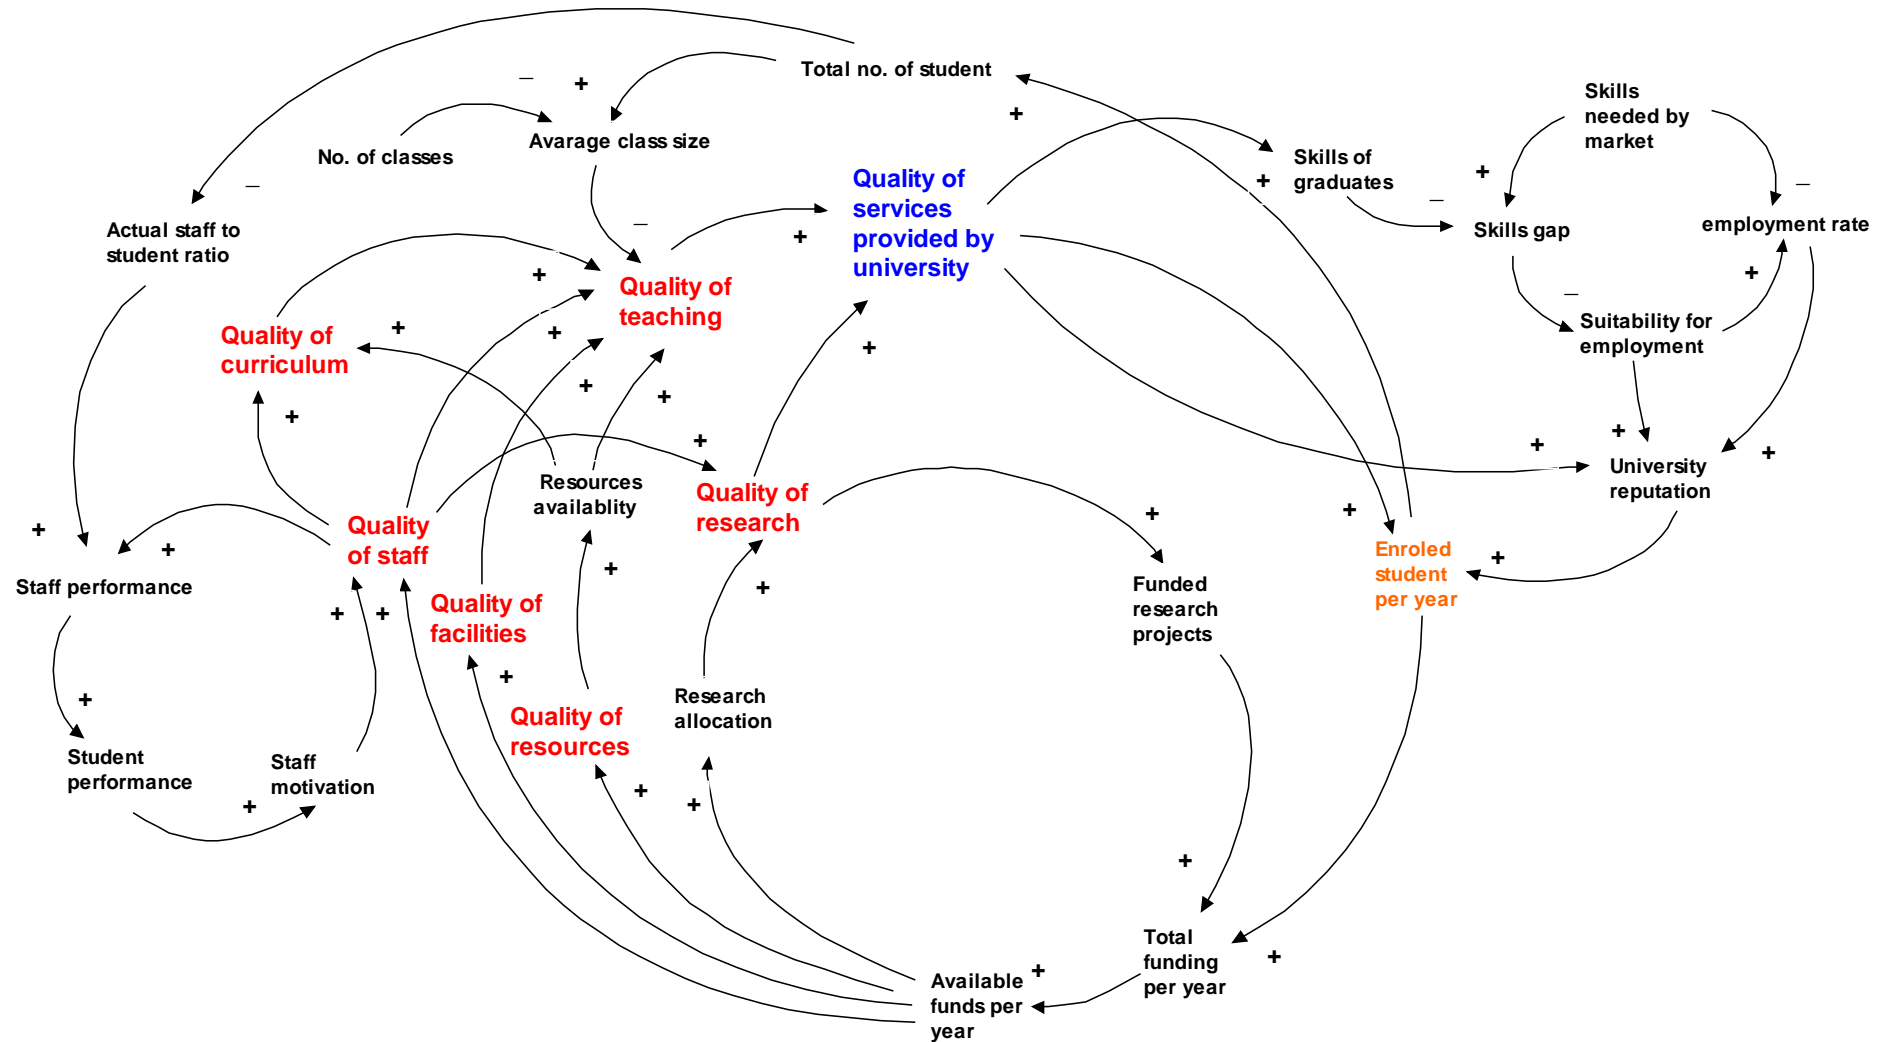 Total no. of student
Skills
needed by
market
−
+
+
No. of classes
Avarage class size
Skills of
graduates
+
+
−
−
−
Quality of
services
provided by
university
−
+
Actual staff to
student ratio
Skills gap
employment rate
+
+
−
Quality of
teaching
Quality of
curriculum
+
+
Suitability for
employment
+
+
+
+
+
+
+
+
+
University
reputation
Resources
availablity
Quality of
research
Quality
of staff
+
+
+
+
+
Enroled
student
per year
+
+
Staff performance
Quality of
facilities
Funded
research
projects
+
+
+
+
Quality of
resources
Research
allocation
Student
performance
Staff
motivation
+
+
+
+
Total
funding
per year
+
+
Available
funds per
year